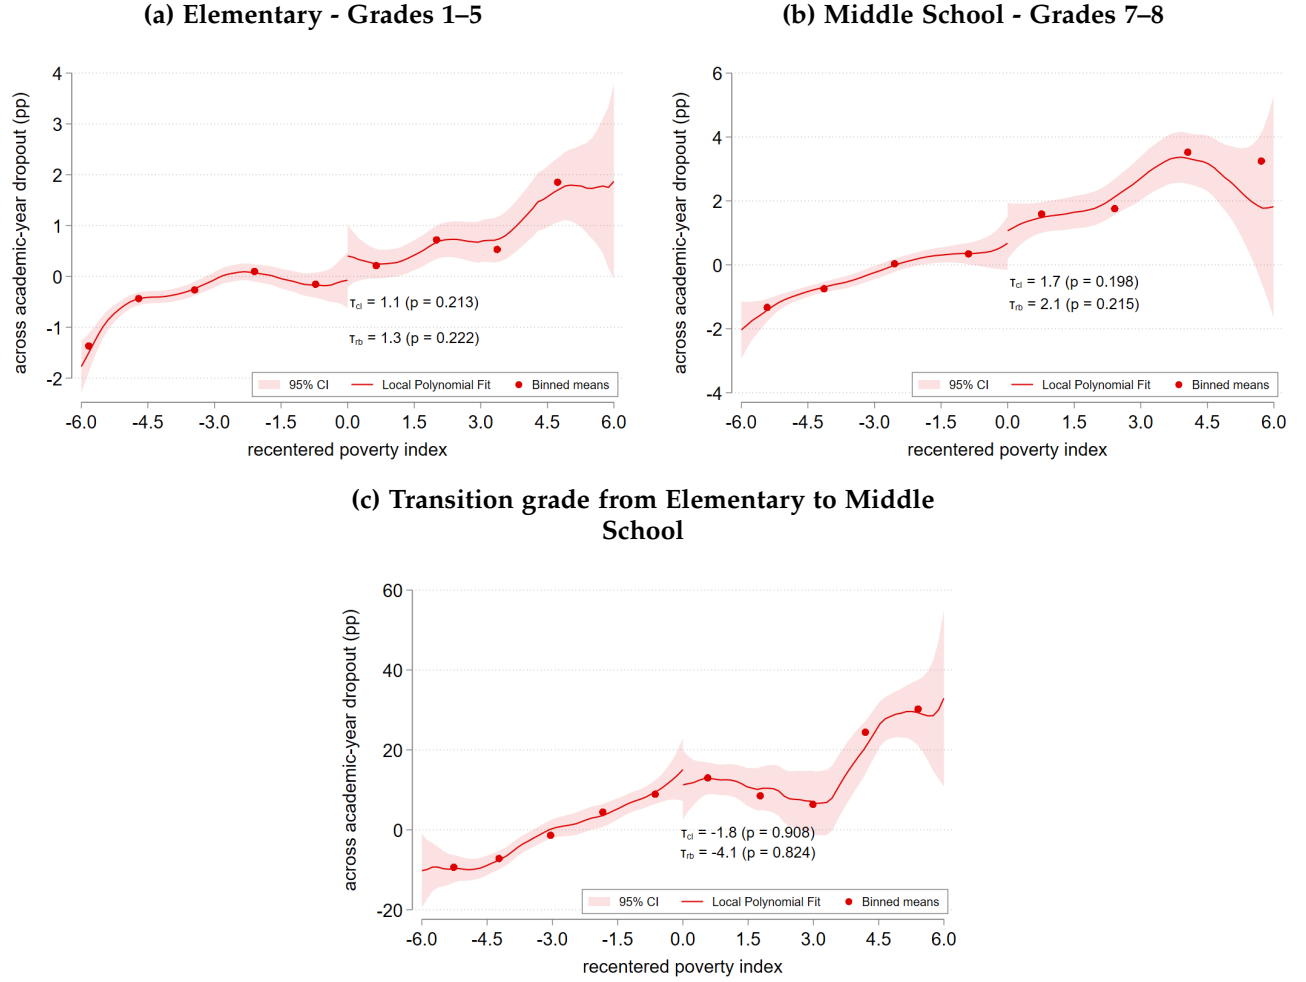 (a) Elementary - Grades 1–5
across academic-year dropout (pp)
4
3
2
1
0
-1
-2
τcl = 1.1 (p = 0.213)
τrb = 1.3 (p = 0.222)
95% CI Local Polynomial Fit Binned means
-6.0 -4.5 -3.0 -1.5 0.0 1.5 3.0 4.5 6.0
recentered poverty index
(b) Middle School - Grades 7–8
across academic-year dropout (pp)
6
4
2
0
-2
-4
τcl = 1.7 (p = 0.198)
τrb = 2.1 (p = 0.215)
95% CI Local Polynomial Fit Binned means
-6.0 -4.5 -3.0 -1.5 0.0 1.5 3.0 4.5 6.0
recentered poverty index
(c) Transition grade from Elementary to Middle
School
across academic-year dropout (pp)
60
40
20
0
-20
τcl = -1.8 (p = 0.908)
τrb = -4.1 (p = 0.824)
95% CI Local Polynomial Fit Binned means
-6.0 -4.5 -3.0 -1.5 0.0 1.5 3.0 4.5 6.0
recentered poverty index